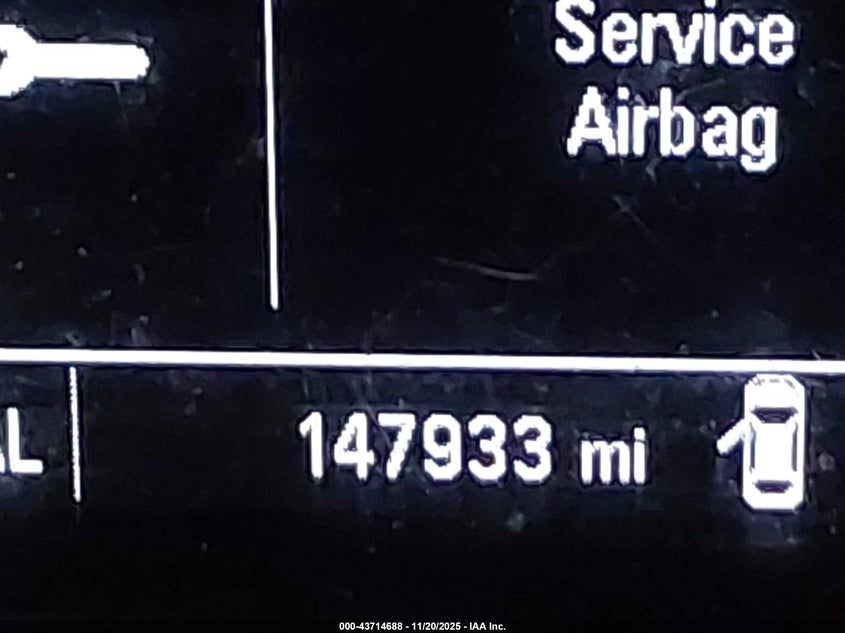 Service
Airbag
147933 mi
000-43714688 - 11/20/2025 - IAA Inc.